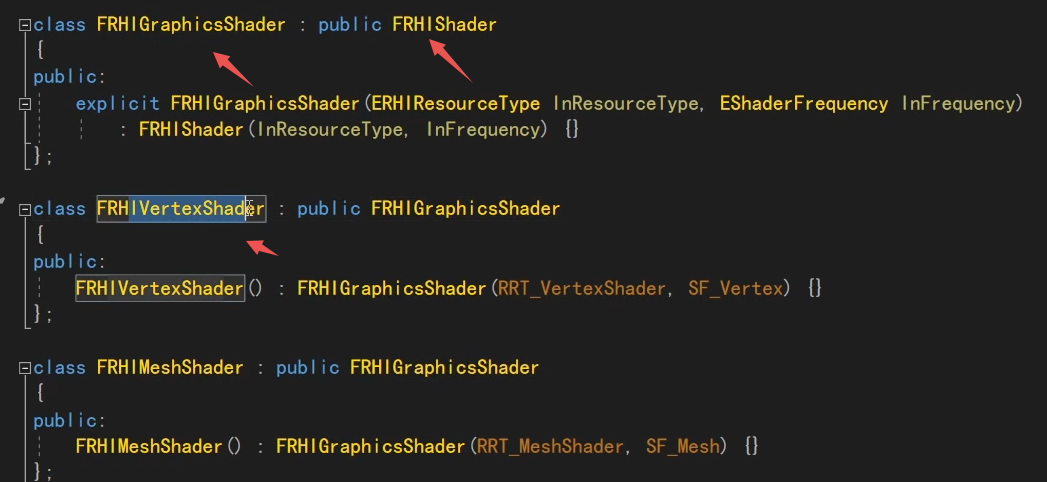 class FRHIGraphicsShader : public FRHIShader
{
public:
explicit FRHIGraphicsShader(ERHIResourceType InResourceType, EShaderFrequency InFrequency)
: FRHIShader(InResourceType, InFrequency) {}
};
class FRHIVertexShader : public FRHIGraphicsShader
{
public:
FRHIVertexShader() : FRHIGraphicsShader(RRT_VertexShader, SF_Vertex) {}
};
class FRHIMeshShader : public FRHIGraphicsShader
{
public:
FRHIMeshShader() : FRHIGraphicsShader(RRT_MeshShader, SF_Mesh) {}
};